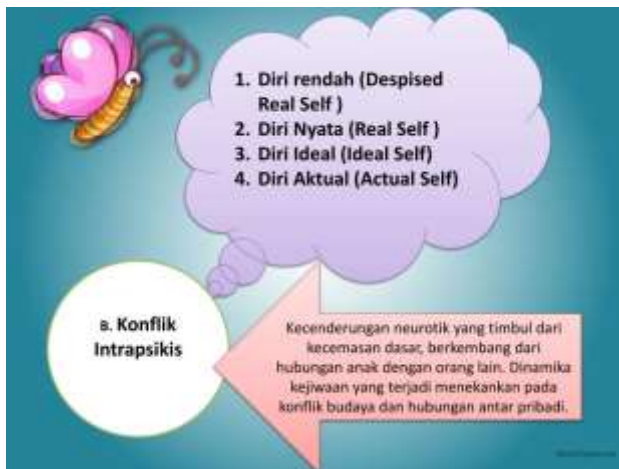 1. Diri rendah (Despised
Real Self )
2. Diri Nyata (Real Self )
3. Diri Ideal (Ideal Self)
4. Diri Aktual (Actual Self)
B. Konflik
Intrapsikis
Kecenderungan neurotik yang timbul dari
kecemasan dasar, berkembang dari
hubungan anak dengan orang lain. Dinamika
kejiwaan yang terjadi menekankan pada
konflik budaya dan hubungan antar pribadi.